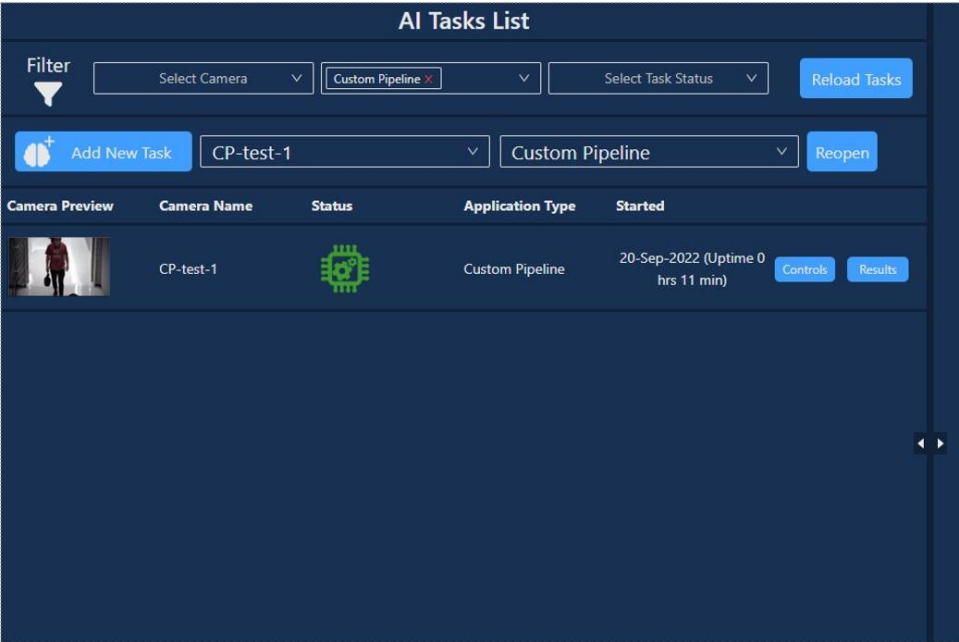 AI Tasks List
Filter
Select Camera
Custom Pipeline X
Select Task Status
Reload Tasks
Add New Task
CP-test-1
Custom Pipeline
Reopen
Camera Preview Camera Name Status Application Type Started
CP-test-1
Custom Pipeline
20-Sep-2022 (Uptime 0
hrs 11 min)
Controls
Results